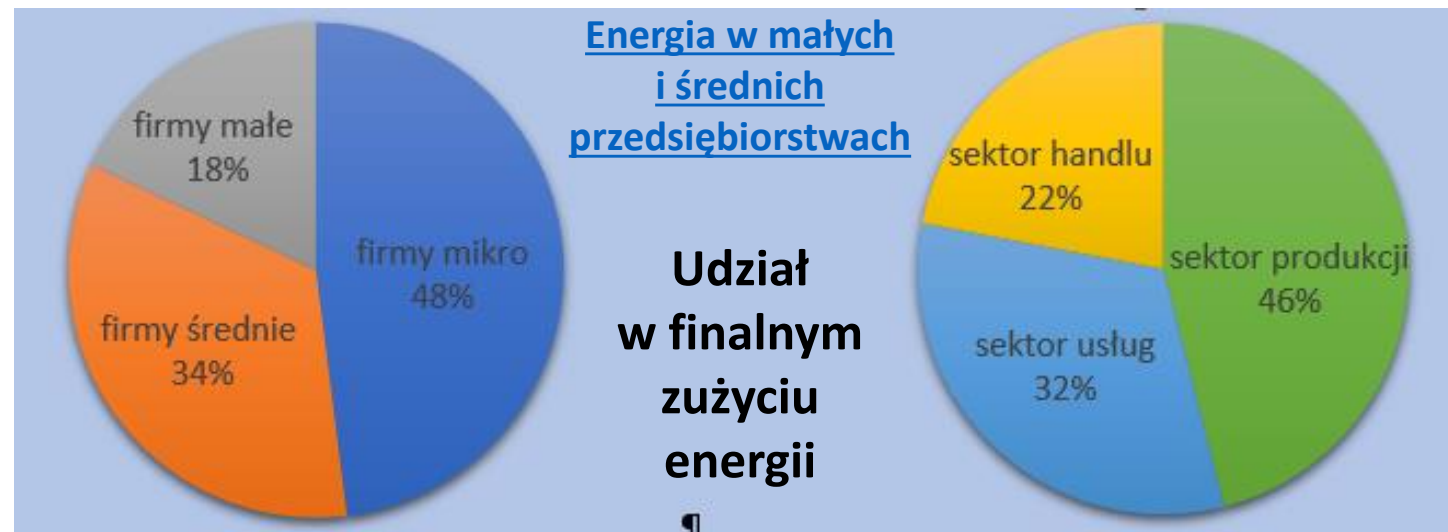 Energia w małych
i średnich
przedsiębiorstwach
firmy małe
18%
firmy mikro
48%
firmy średnie
34%
Udział
w finalnym
zużyciu
energii
¶
sektor handlu
22%
sektor produkcji
46%
sektor usług
32%